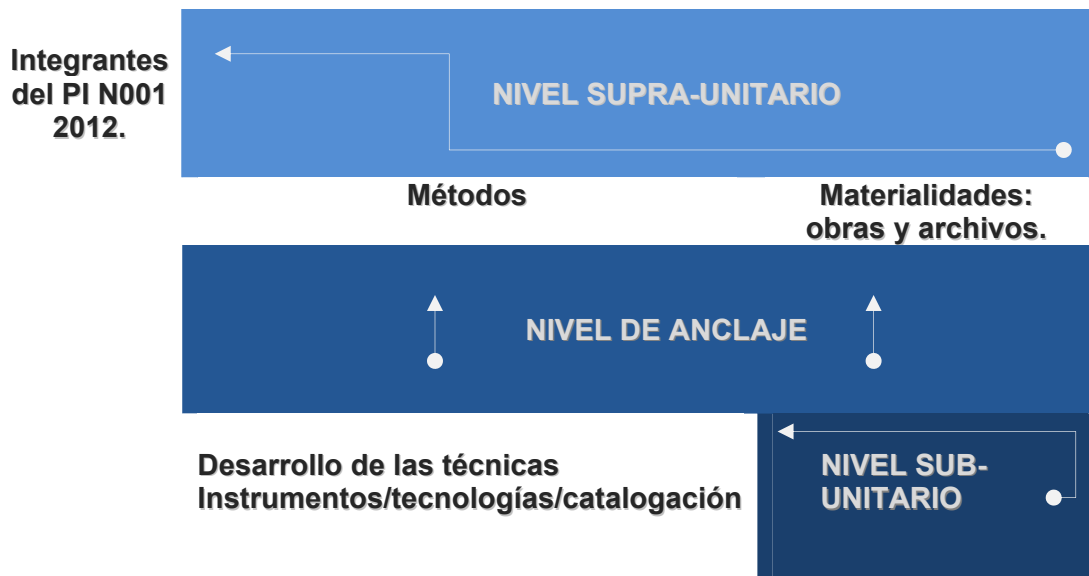 Integrantes
del PI N001
2012.
NIVEL SUPRA-UNITARIO
Métodos
Materialidades:
obras y archivos.
NIVEL DE ANCLAJE
Desarrollo de las técnicas
Instrumentos/tecnologías/catalogación
NIVEL SUB-
UNITARIO